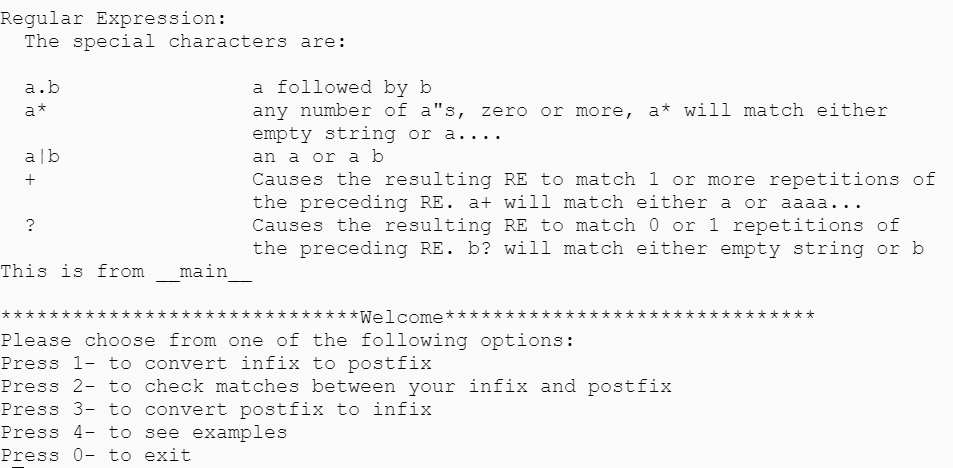 Regular Expression:
The special characters are:
a.b a followed by b
a* any number of a"s, zero or more, a* will match either
empty string or a....
a|b an a or a b
+ Causes the resulting RE to match 1 or more repetitions of
the preceding RE. a+ will match either a or aaaa...
? Causes the resulting RE to match 0 or 1 repetitions of
the preceding RE. b? will match either empty string or b
This is from __main__
******************************Welcome*******************************
Please choose from one of the following options:
Press 1- to convert infix to postfix
Press 2- to check matches between your infix and postfix
Press 3- to convert postfix to infix
Press 4- to see examples
Press 0- to exit